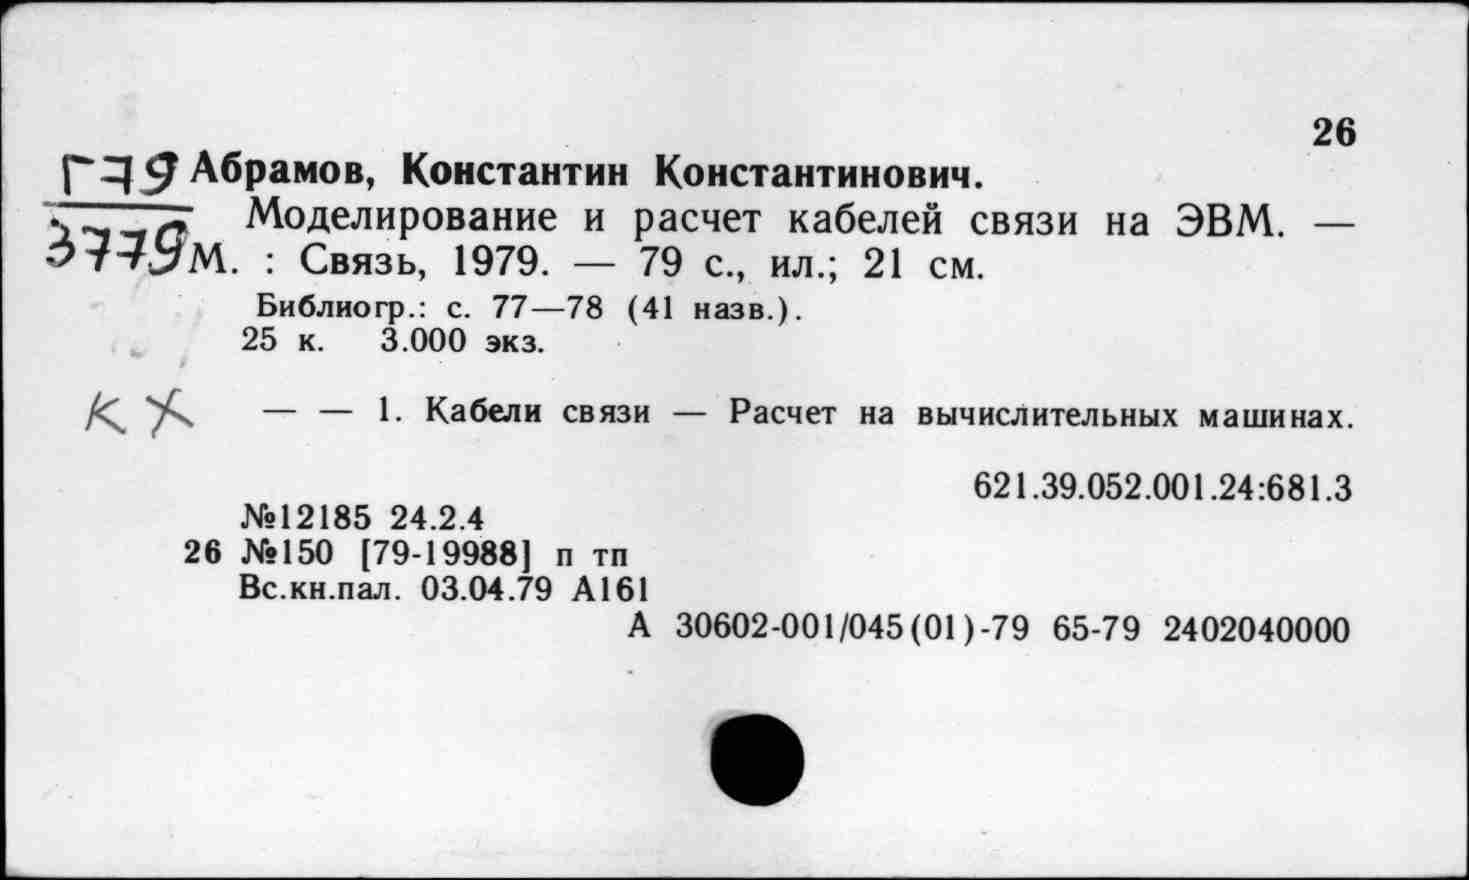 26
Г79 Абрамов, Константин Константинович.
Моделирование и расчет кабелей связи на ЭВМ. —
3779 М. : Связь, 1979. — 79 с., ил.; 21 см.
Библиогр.: с. 77—78 (41 назв.).
25 к. 3.000 экз.
— — 1. Кабели связи — Расчет на вычислительных машинах.
621.39.052.001.24:681.3
№12185 24.2.4
26 №150 [79-19988] п тп
Вс.кн.пал. 03.04.79 А161
А 30602-001/045(01)-79 65-79 2402040000